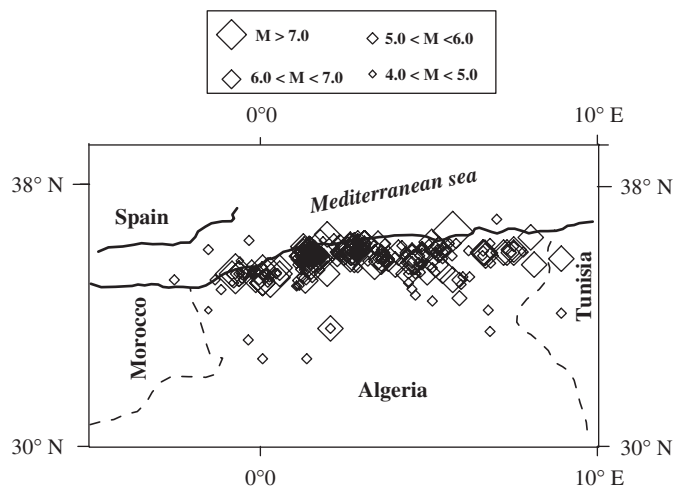 M > 7.0
5.0 < M <6.0
6.0 < M < 7.0
4.0 < M < 5.0
0°0
10° E
38° N
38° N
Mediterranean sea
Spain
Morocco
Tunisia
Algeria
30° N
30° N
0°0
10° E